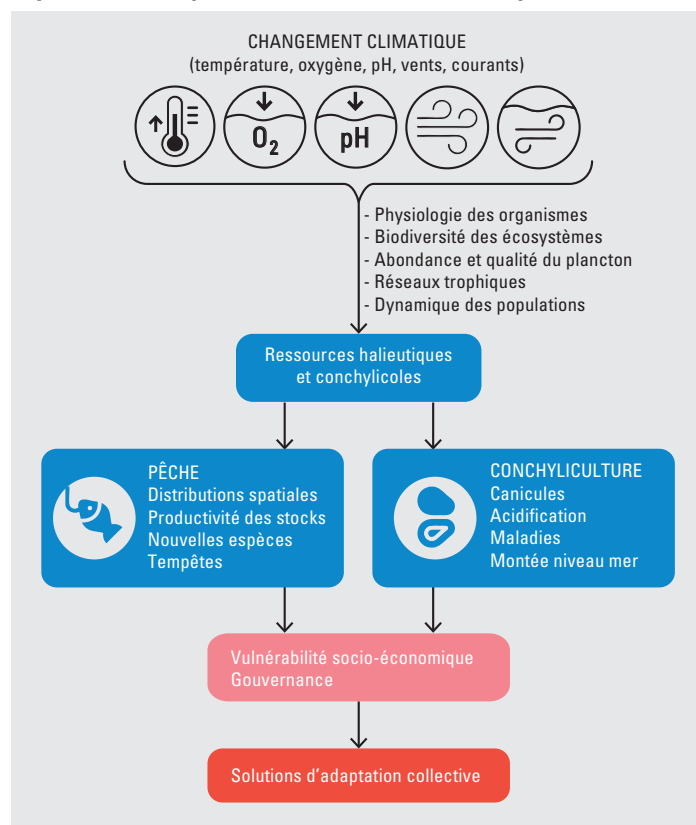 CHANGEMENT CLIMATIQUE
(température, oxygène, pH, vents, courants)
O2
pH
- Physiologie des organismes
- Biodiversité des écosystèmes
- Abondance et qualité du plancton
- Réseaux trophiques
- Dynamique des populations
Ressources halieutiques
et conchylicoles
PÊCHE
Distributions spatiales
Productivité des stocks
Nouvelles espèces
Tempêtes
CONCHYLICULTURE
Canicules
Acidification
Maladies
Montée niveau mer
Vulnérabilité socio-économique
Gouvernance
Solutions d'adaptation collective